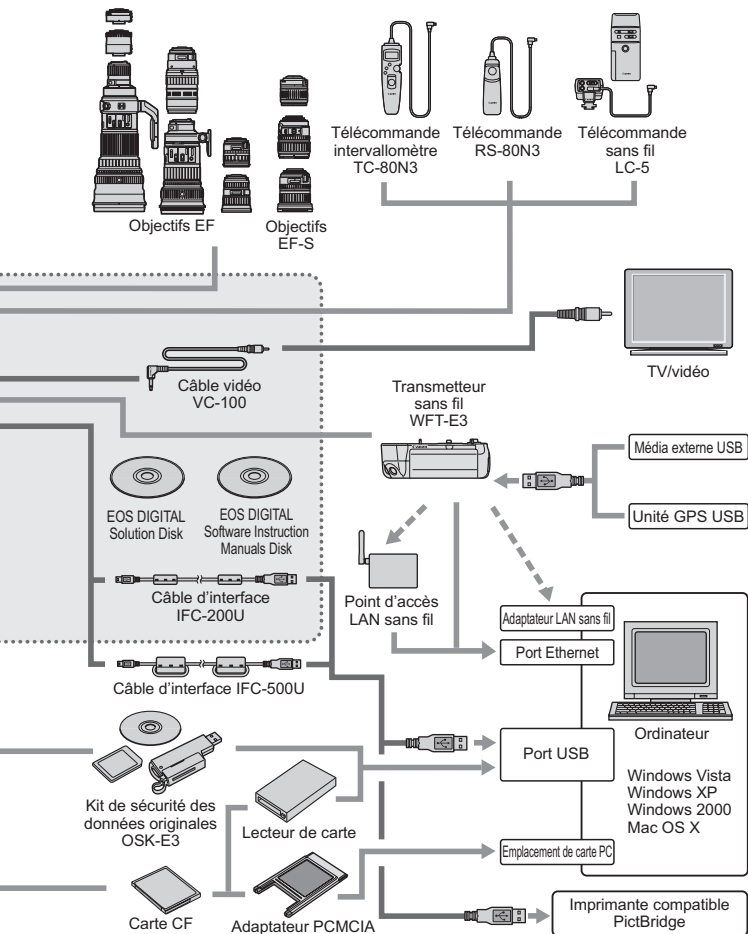 Télécommande
intervallomètre
TC-80N3
Télécommande
RS-80N3
Télécommande
sans fil
LC-5
Objectifs EF
Objectifs
EF-S
Câble vidéo
VC-100
TV/vidéo
Transmetteur
sans fil
WFT-E3
Média externe USB
Unité GPS USB
EOS DIGITAL
Solution Disk
EOS DIGITAL
Software Instruction
Manuals Disk
Câble d'interface
IFC-200U
Point d'accès
LAN sans fil
Adaptateur LAN sans fil
Port Ethernet
Câble d'interface IFC-500U
Ordinateur
Port USB
Windows Vista
Windows XP
Windows 2000
Mac OS X
Kit de sécurité des
données originales
OSK-E3
Lecteur de carte
Emplacement de carte PC
Carte CF
Adaptateur PCMCIA
Imprimante compatible
PictBridge